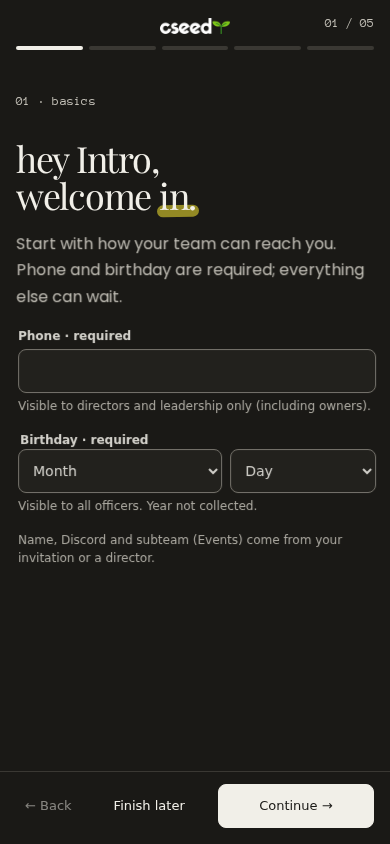 cseed
01 / 05
01 · basics
hey Intro,
welcome in.
Start with how your team can reach you.
Phone and birthday are required; everything
else can wait.
Phone · required
Visible to directors and leadership only (including owners).
Birthday · required
Month
Day
Visible to all officers. Year not collected.
Name, Discord and subteam (Events) come from your
invitation or a director.
← Back
Finish later
Continue →